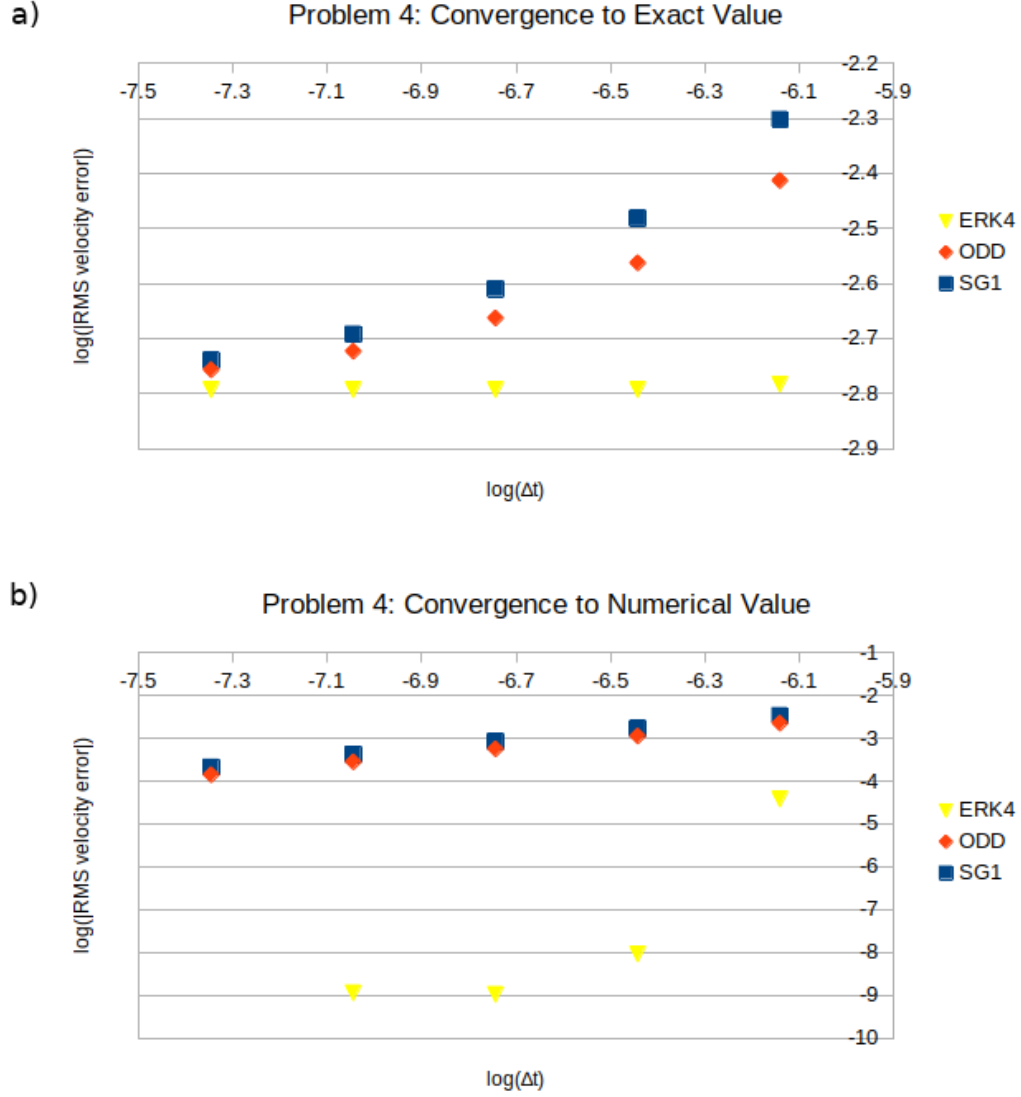 a)
Problem 4: Convergence to Exact Value
-2.2
-7.5 -7.3 -7.1 -6.9 -6.7 -6.5 -6.3 -6.1 -5.9
-2.3
-2.4
-2.5
-2.6
-2.7
-2.8
-2.9
log(|RMS velocity error|)
log(Δt)
ERK4
ODD
SG1
b)
Problem 4: Convergence to Numerical Value
-1
-7.5 -7.3 -7.1 -6.9 -6.7 -6.5 -6.3 -6.1 -5.9
-2
-3
-4
-5
-6
-7
-8
-9
-10
log(|RMS velocity error|)
log(Δt)
ERK4
ODD
SG1